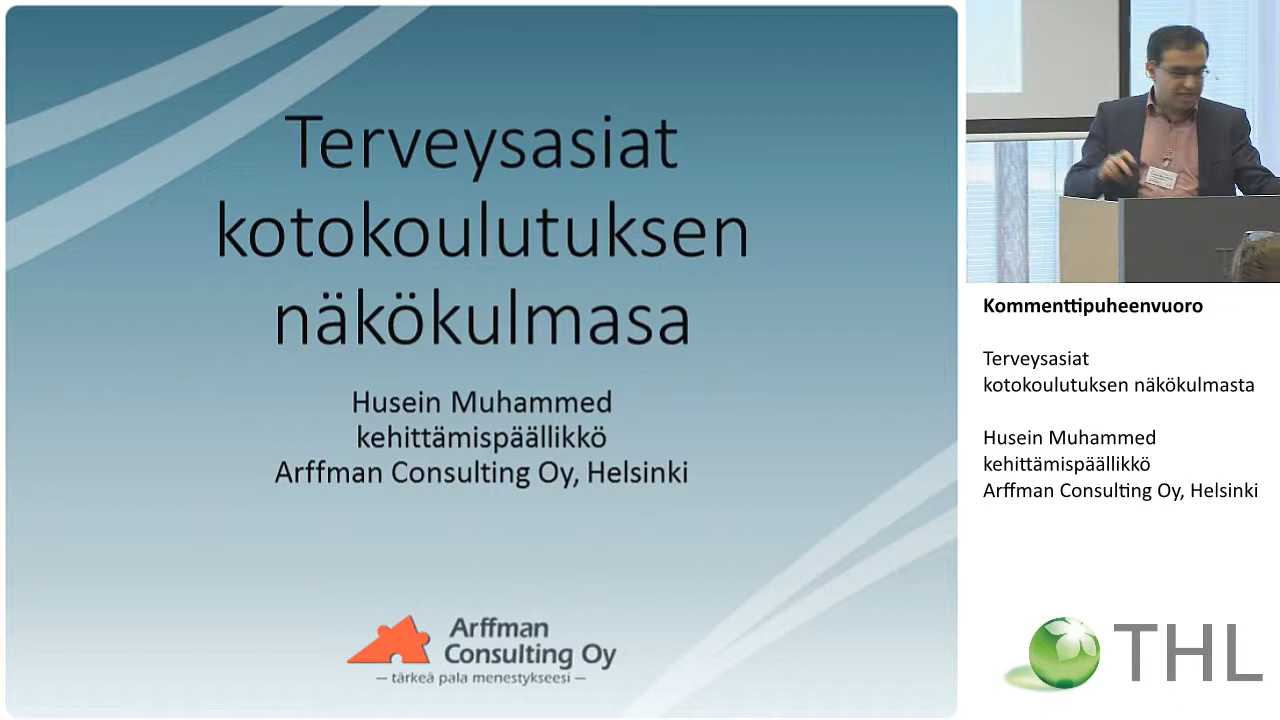 Terveysasiat
kotokoulutuksen
näkökulmasa
Husein Muhammed
kehittämispäällikkö
Arffman Consulting Oy, Helsinki
Arffman
Consulting Oy
– tärkeä pala menestykseesi –
Kommenttipuheenvuoro
Terveysasiat
kotokoulutuksen näkökulmasta
Husein Muhammed
kehittämispäällikkö
Arffman Consulting Oy, Helsinki
THL